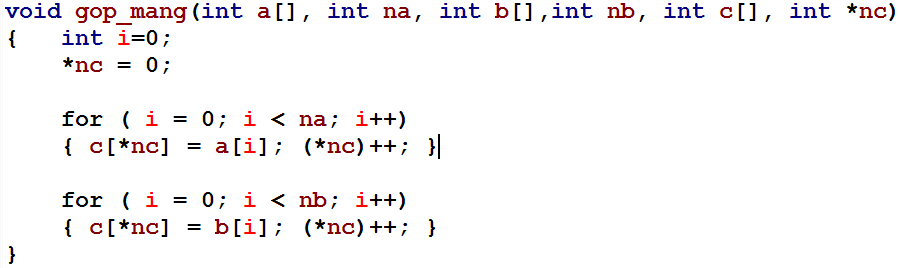 void gop_mang(int a[], int na, int b[],int nb, int c[], int *nc)
{   int i=0;
    *nc = 0;

    for ( i = 0; i < na; i++)
    { c[*nc] = a[i]; (*nc)++; }

    for ( i = 0; i < nb; i++)
    { c[*nc] = b[i]; (*nc)++; }
}